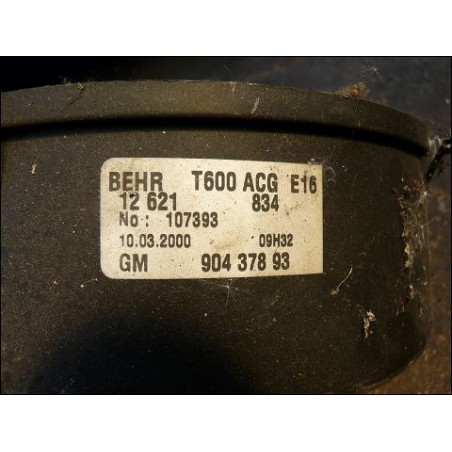 BEHR T600 ACG E16
12 621 834
No : 107393
10.03.2000 09H32
GM 904 378 93